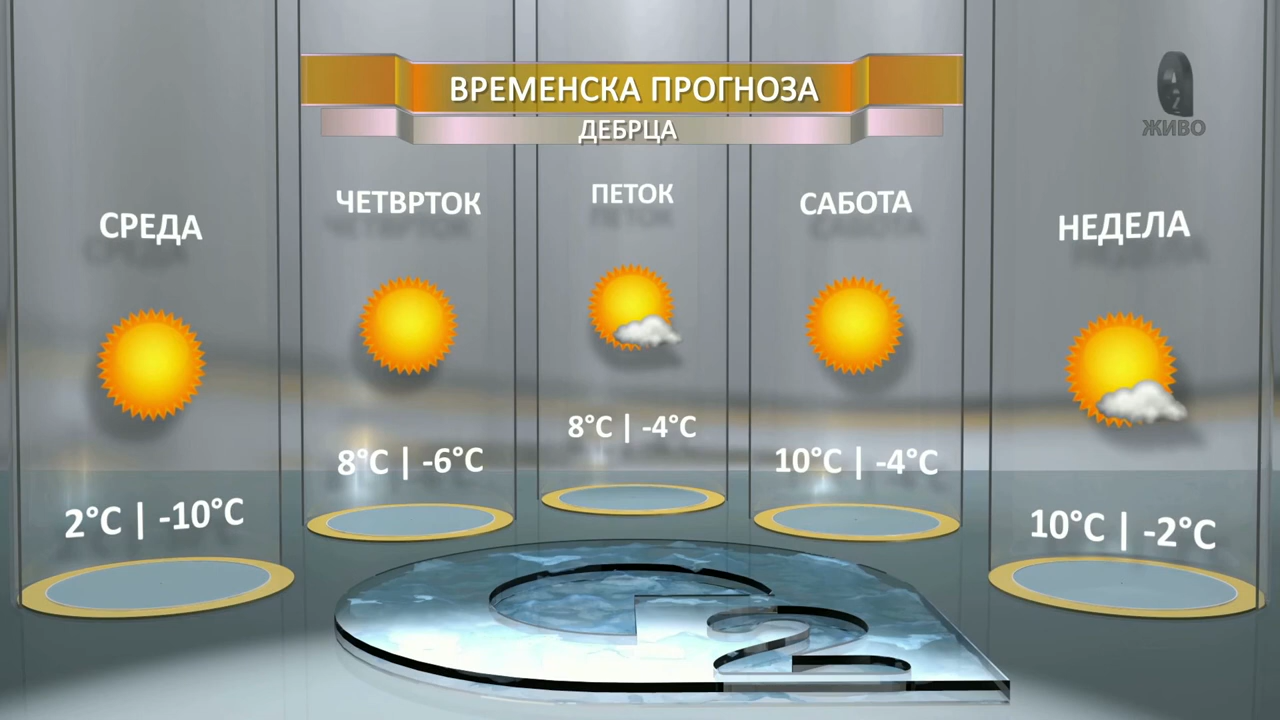 ВРЕМЕНСКА ПРОГНОЗА
ДЕБРЦА
ЖИВО
СРЕДА
2°C | -10°C
ЧЕТВРТОК
8°C | -6°C
ПЕТОК
8°C | -4°C
САБОТА
10°C | -4°C
НЕДЕЛА
10°C | -2°C
2